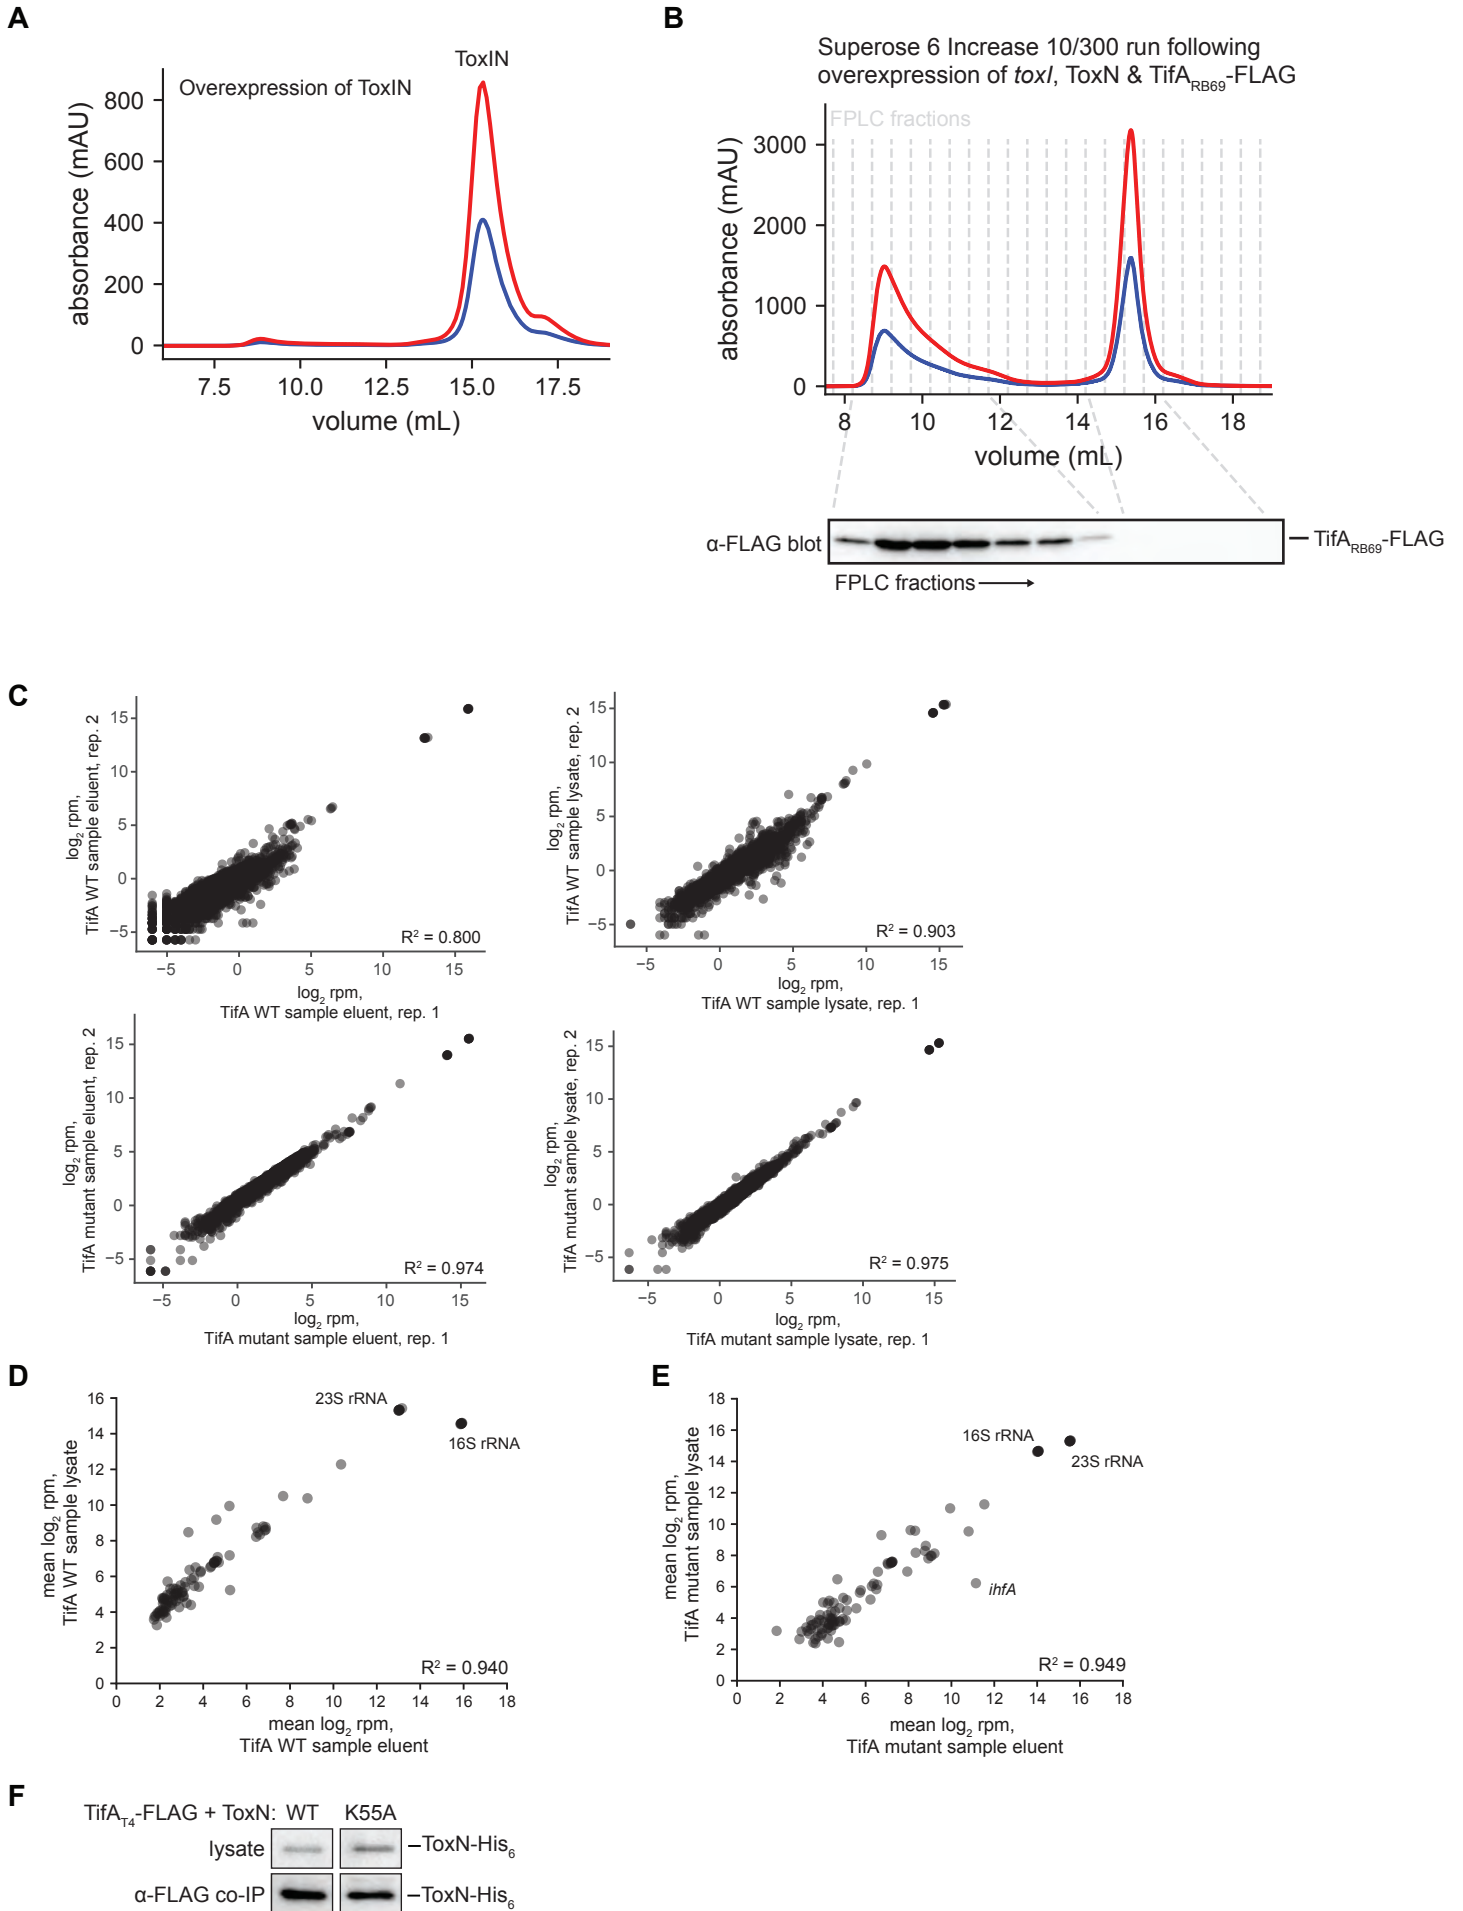 A
Overexpression of ToxIN
ToxIN
absorbance (mAU)
800
600
400
200
0
7.5 10.0 12.5 15.0 17.5
volume (mL)
B
Superose 6 Increase 10/300 run following
overexpression of toxI, ToxN & TifA_RB69-FLAG
FPLC fractions
absorbance (mAU)
3000
2000
1000
0
8 10 12 14 16 18
volume (mL)
α-FLAG blot
TifA_RB69-FLAG
FPLC fractions
C
log2 rpm,
TifA WT sample eluent, rep. 2
15
10
5
0
−5
R² = 0.800
−5 0 5 10 15
log2 rpm,
TifA WT sample eluent, rep. 1
log2 rpm,
TifA WT sample lysate, rep. 2
15
10
5
0
−5
R² = 0.903
−5 0 5 10 15
log2 rpm,
TifA WT sample lysate, rep. 1
log2 rpm,
TifA mutant sample eluent, rep. 2
15
10
5
0
−5
R² = 0.974
−5 0 5 10 15
log2 rpm,
TifA mutant sample eluent, rep. 1
log2 rpm,
TifA mutant sample lysate, rep. 2
15
10
5
0
−5
R² = 0.975
−5 0 5 10 15
log2 rpm,
TifA mutant sample lysate, rep. 1
D
mean log2 rpm,
TifA WT sample lysate
16
14
12
10
8
6
4
2
0
23S rRNA
16S rRNA
R² = 0.940
0 2 4 6 8 10 12 14 16 18
mean log2 rpm,
TifA WT sample eluent
E
mean log2 rpm,
TifA mutant sample lysate
18
16
14
12
10
8
6
4
2
0
16S rRNA
23S rRNA
ihfA
R² = 0.949
0 2 4 6 8 10 12 14 16 18
mean log2 rpm,
TifA mutant sample eluent
F
TifA_T4-FLAG + ToxN: WT K55A
lysate
–ToxN-His6
α-FLAG co-IP
–ToxN-His6